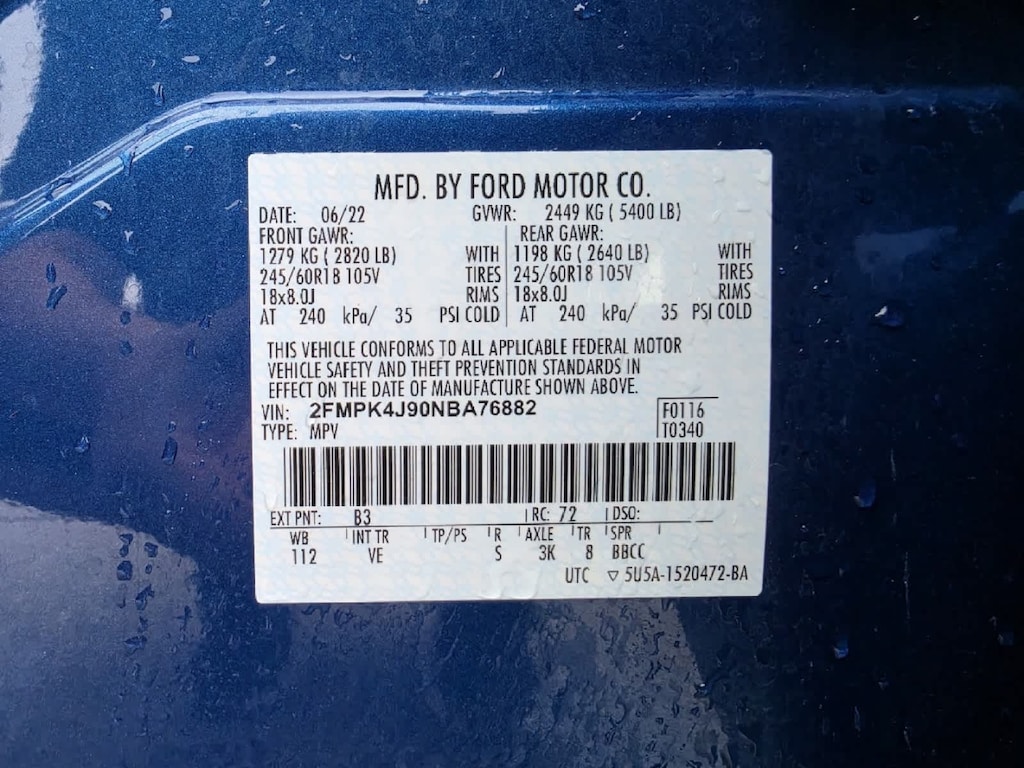 MFD. BY FORD MOTOR CO.
DATE: 06/22 GVWR: 2449 KG ( 5400 LB)
FRONT GAWR: REAR GAWR:
1279 KG ( 2820 LB) WITH 1198 KG ( 2640 LB) WITH
245/60R18 105V TIRES 245/60R18 105V TIRES
18x8.0J RIMS 18x8.0J RIMS
AT 240 kPa/ 35 PSI COLD AT 240 kPa/ 35 PSI COLD
THIS VEHICLE CONFORMS TO ALL APPLICABLE FEDERAL MOTOR
VEHICLE SAFETY AND THEFT PREVENTION STANDARDS IN
EFFECT ON THE DATE OF MANUFACTURE SHOWN ABOVE.
VIN: 2FMPK4J90NBA76882 F0116
TYPE: MPV T0340
EXT PNT: B3 RC: 72 DSO:
WB INT TR TP/PS R AXLE TR SPR
112 VE S 3K 8 BBCC
UTC ▽ 5U5A-1520472-BA